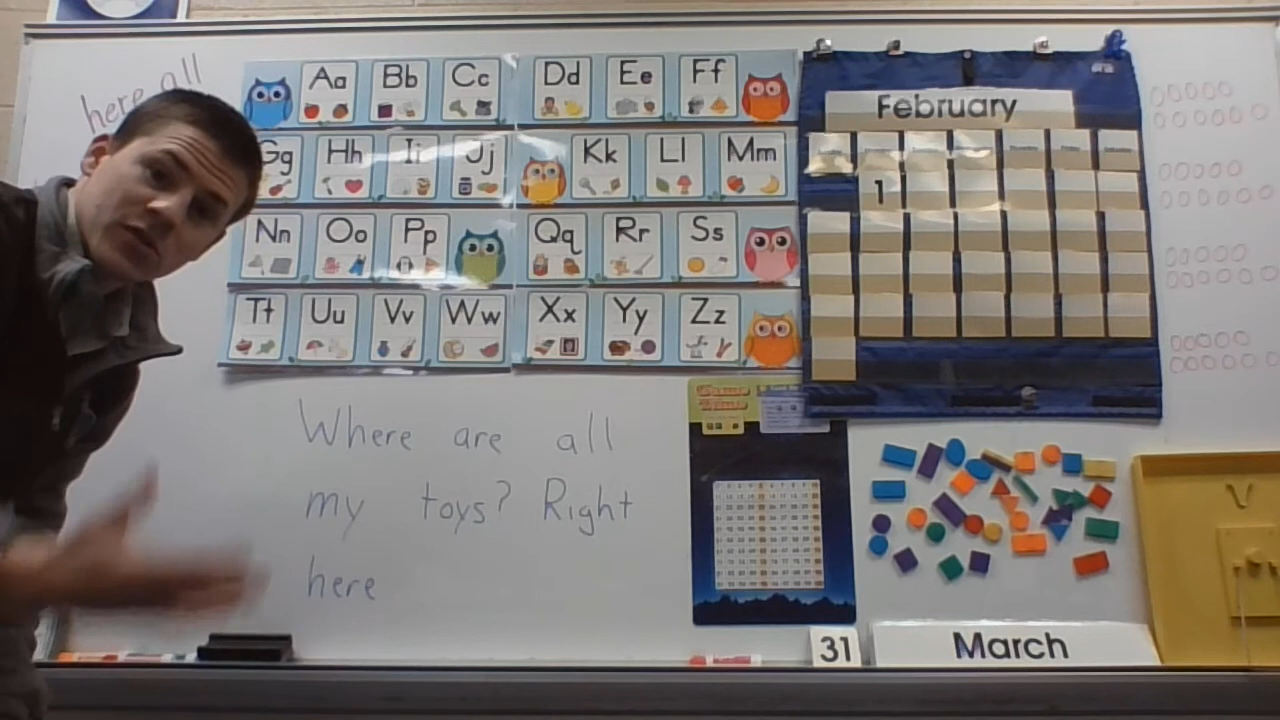 here all
Aa Bb Cc Dd Ee Ff
February
Gg Hh Ii Jj Kk Ll Mm
1
Nn Oo Pp Qq Rr Ss
Tt Uu Vv Ww Xx Yy Zz
Where are all
my toys? Right
here
31 March